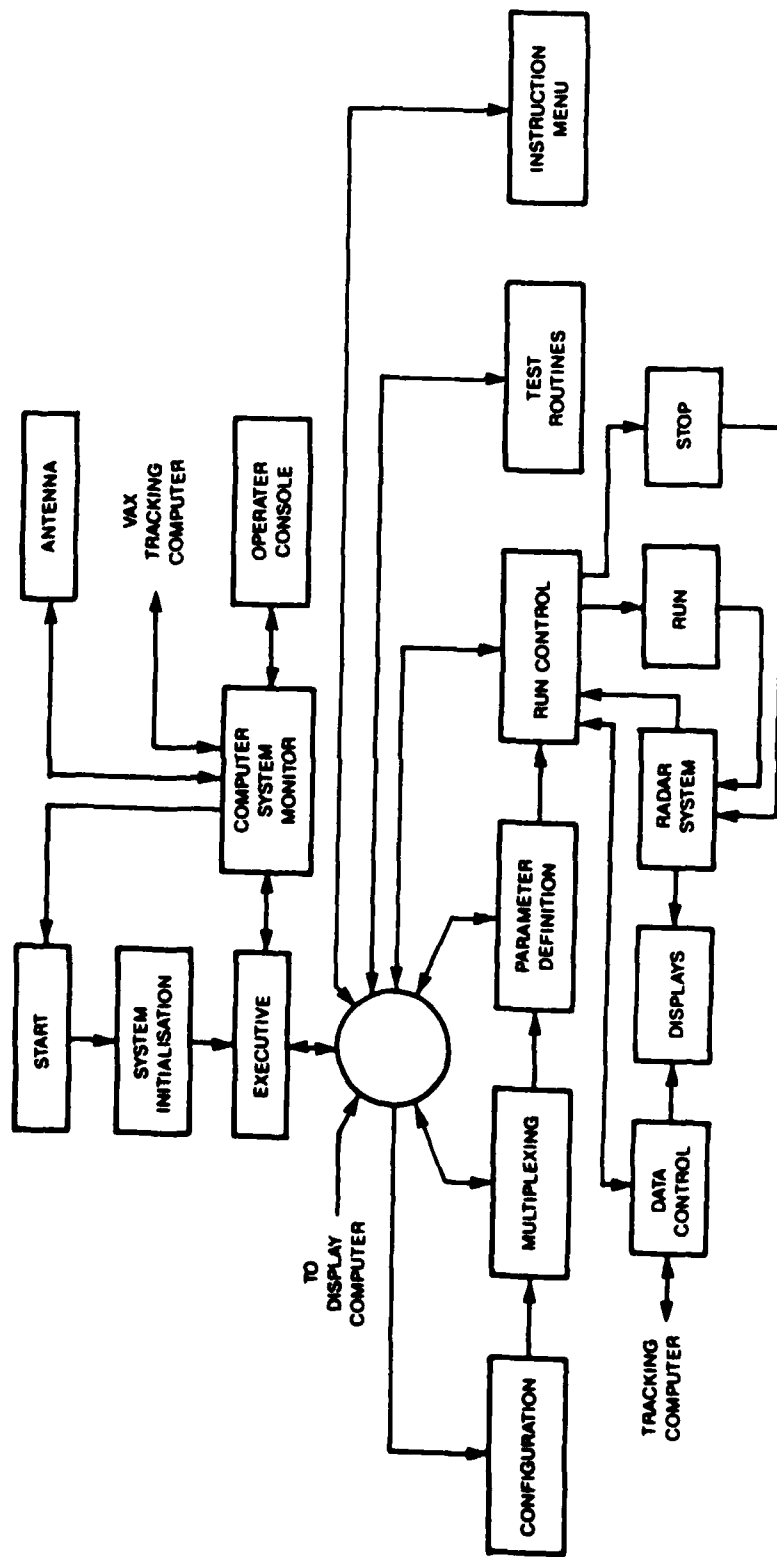 START
SYSTEM
INITIALISATION
EXECUTIVE
COMPUTER
SYSTEM
MONITOR
ANTENNA
VAX
TRACKING
COMPUTER
OPERATER
CONSOLE
TO
DISPLAY
COMPUTER
CONFIGURATION
MULTIPLEXING
PARAMETER
DEFINITION
RUN CONTROL
TEST
ROUTINES
INSTRUCTION
MENU
TRACKING
COMPUTER
DATA
CONTROL
DISPLAYS
RADAR
SYSTEM
RUN
STOP